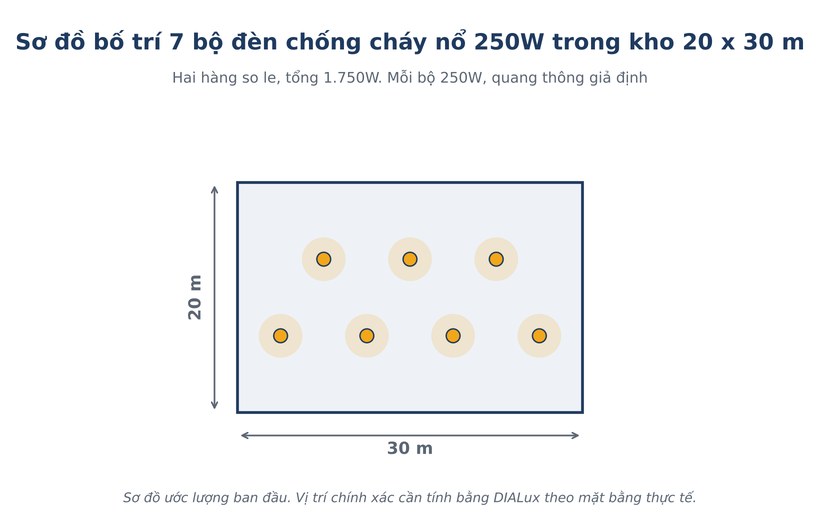 Sơ đồ bố trí 7 bộ đèn chống cháy nổ 250W trong kho 20 x 30 m
Hai hàng so le, tổng 1.750W. Mỗi bộ 250W, quang thông giả định
20 m
30 m
Sơ đồ ước lượng ban đầu. Vị trí chính xác cần tính bằng DIALux theo mặt bằng thực tế.